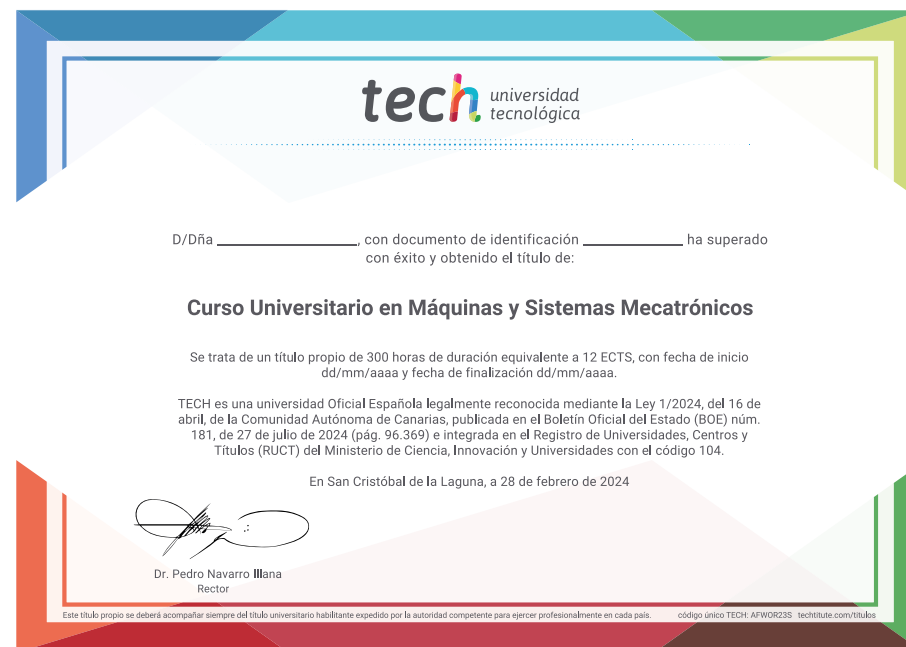 tech universidad
tecnológica
D/Dña ________________, con documento de identificación ____________ ha superado
con éxito y obtenido el título de:
Curso Universitario en Máquinas y Sistemas Mecatrónicos
Se trata de un título propio de 300 horas de duración equivalente a 12 ECTS, con fecha de inicio
dd/mm/aaaa y fecha de finalización dd/mm/aaaa.
TECH es una universidad Oficial Española legalmente reconocida mediante la Ley 1/2024, del 16 de
abril, de la Comunidad Autónoma de Canarias, publicada en el Boletín Oficial del Estado (BOE) núm.
181, de 27 de julio de 2024 (pág. 96.369) e integrada en el Registro de Universidades, Centros y
Títulos (RUCT) del Ministerio de Ciencia, Innovación y Universidades con el código 104.
En San Cristóbal de la Laguna, a 28 de febrero de 2024
Dr. Pedro Navarro Illana
Rector
Este título propio se deberá acompañar siempre del título universitario habilitante expedido por la autoridad competente para ejercer profesionalmente en cada país. código único TECH: AFWOR23S techtitute.com/titulos